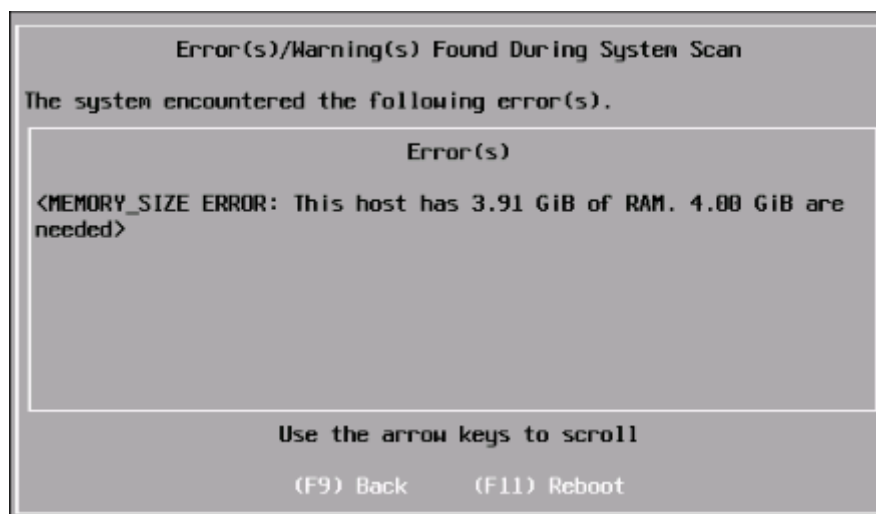 Error(s)/Warning(s) Found During System Scan
The system encountered the following error(s).
Error(s)
<MEMORY_SIZE ERROR: This host has 3.91 GiB of RAM. 4.00 GiB are
needed>
Use the arrow keys to scroll
(F9) Back (F11) Reboot